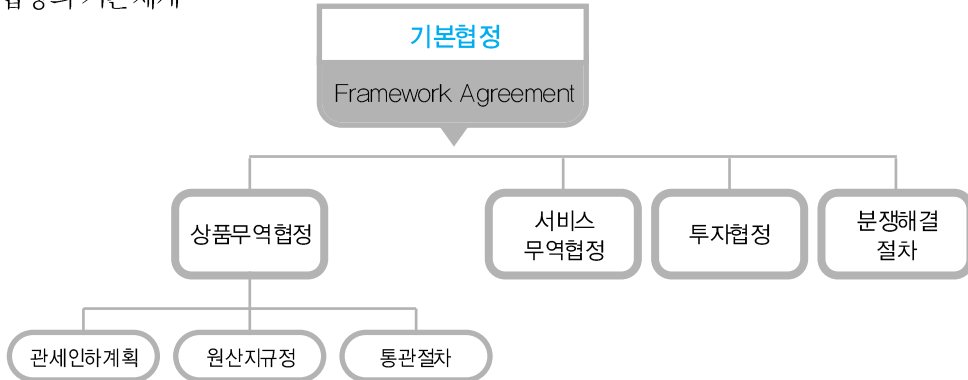 기본협정
Framework Agreement
상품무역협정
서비스
무역협정
투자협정
분쟁해결
절차
관세인하계획
원산지규정
통관절차